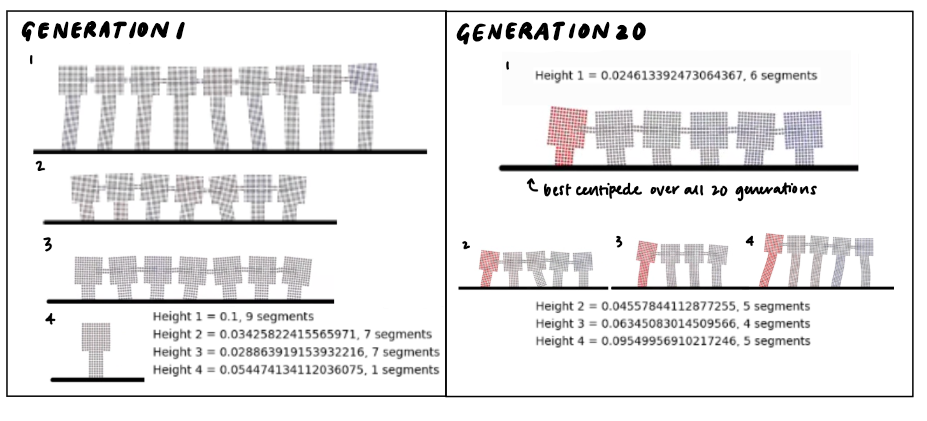 GENERATION 1
1
2
3
4
Height 1 = 0.1, 9 segments
Height 2 = 0.03425822415565971, 7 segments
Height 3 = 0.028863919153932216, 7 segments
Height 4 = 0.054474134112036075, 1 segments
GENERATION 20
1
Height 1 = 0.024613392473064367, 6 segments
best centipede over all 20 generations
2
3
4
Height 2 = 0.04557844112877255, 5 segments
Height 3 = 0.06345083014509566, 4 segments
Height 4 = 0.09549956910217246, 5 segments